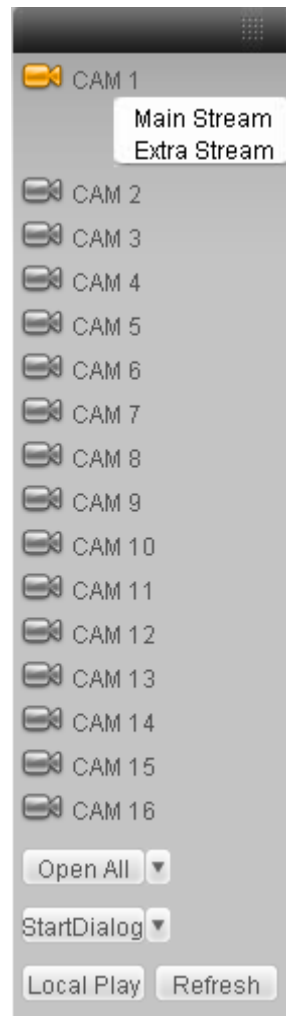 CAM 1
Main Stream
Extra Stream
CAM 2
CAM 3
CAM 4
CAM 5
CAM 6
CAM 7
CAM 8
CAM 9
CAM 10
CAM 11
CAM 12
CAM 13
CAM 14
CAM 15
CAM 16
Open All
StartDialog
Local Play Refresh